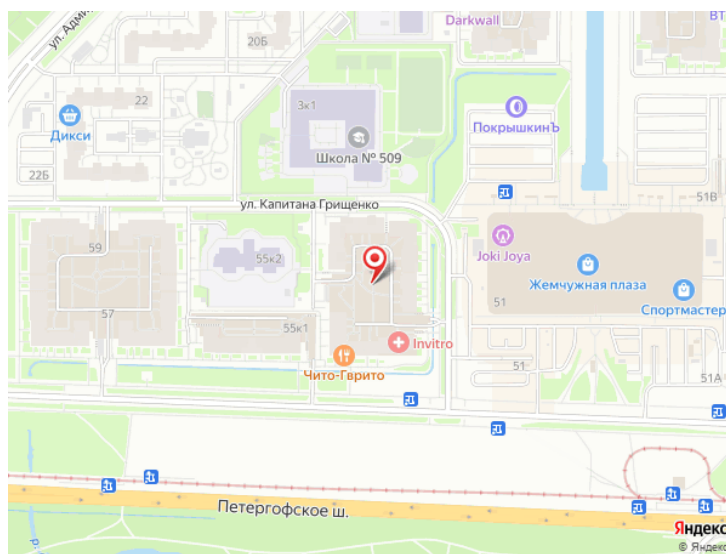 Darkwall
ВТ
ул. Адми
20Б
22
3к1
ПокрышкинЪ
Дикси
Школа № 509
22Б
51В
ул. Капитана Грищенко
59
55к2
Joki Joya
Жемчужная плаза
51
Спортмастер
57
55к1
Invitro
Чито-Гврито
51
51А
Петергофское ш.
Яндекс
© Яндекс